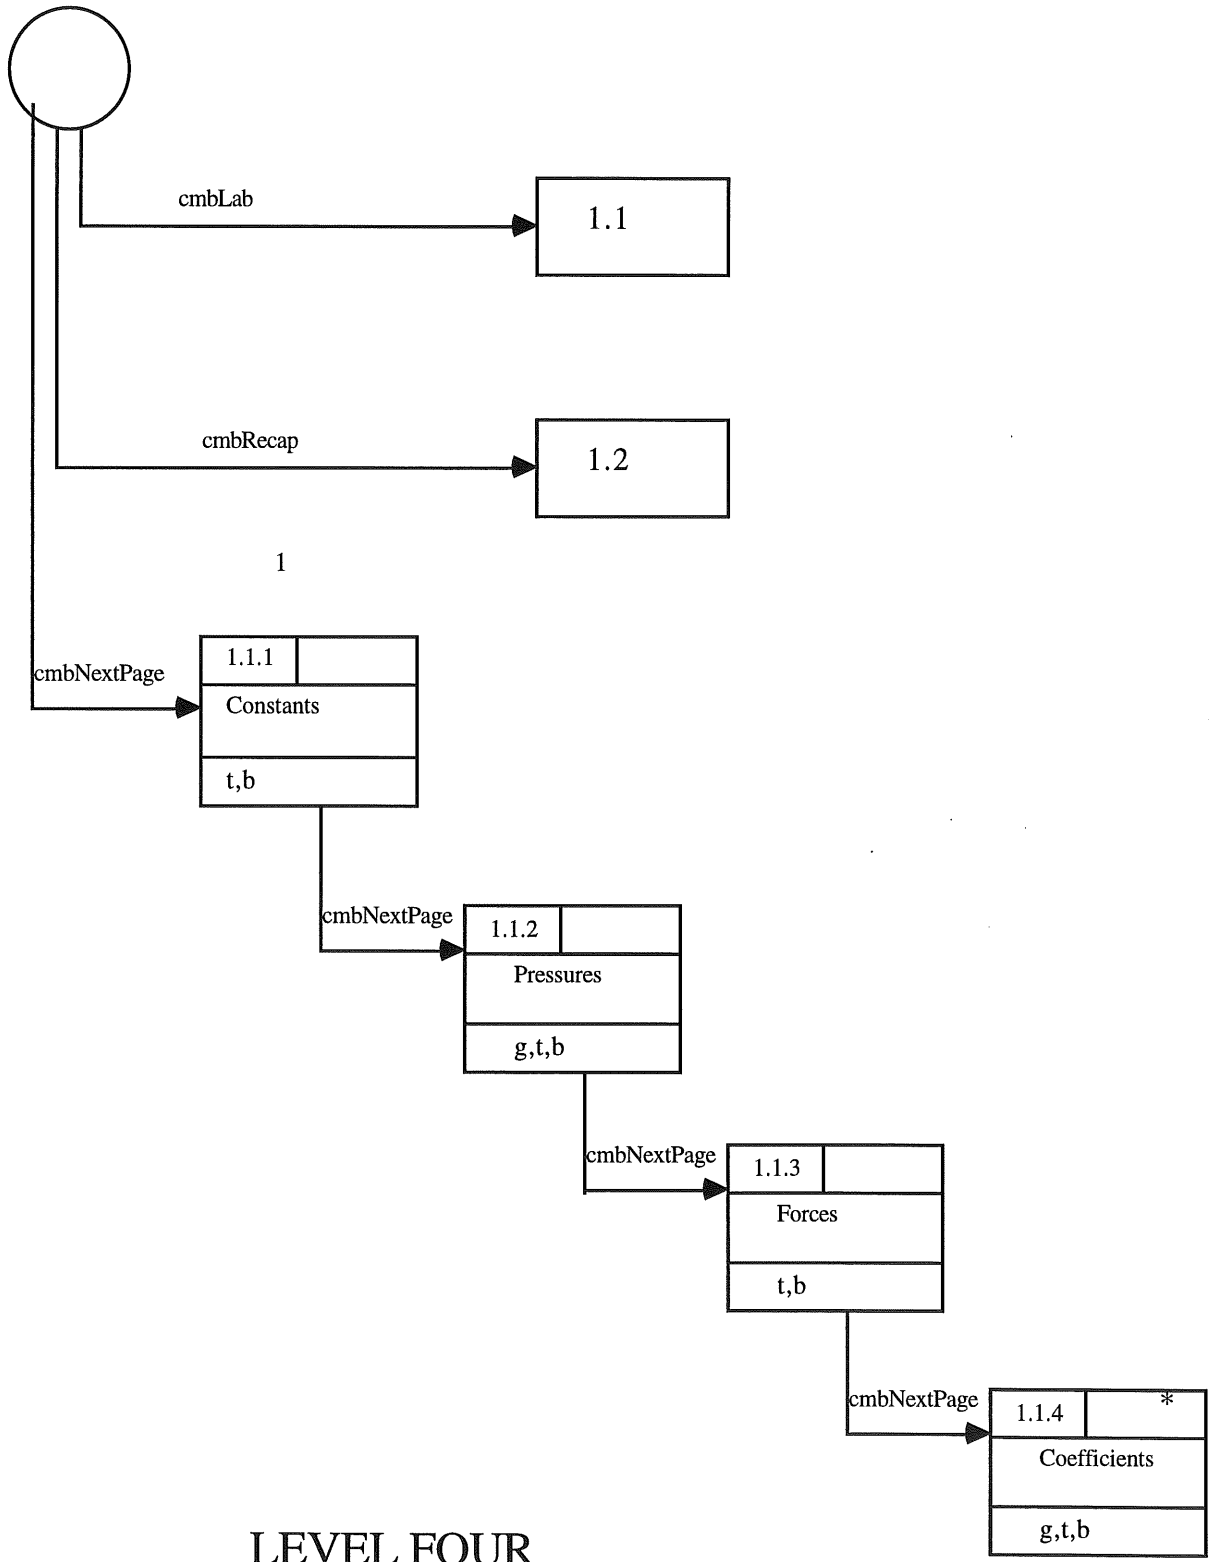 cmbLab
1.1
cmbRecap
1.2
1
1.1.1
cmbNextPage
Constants
t,b
cmbNextPage
1.1.2
Pressures
g,t,b
cmbNextPage
1.1.3
Forces
t,b
cmbNextPage
1.1.4 *
Coefficients
g,t,b
LEVEL FOUR